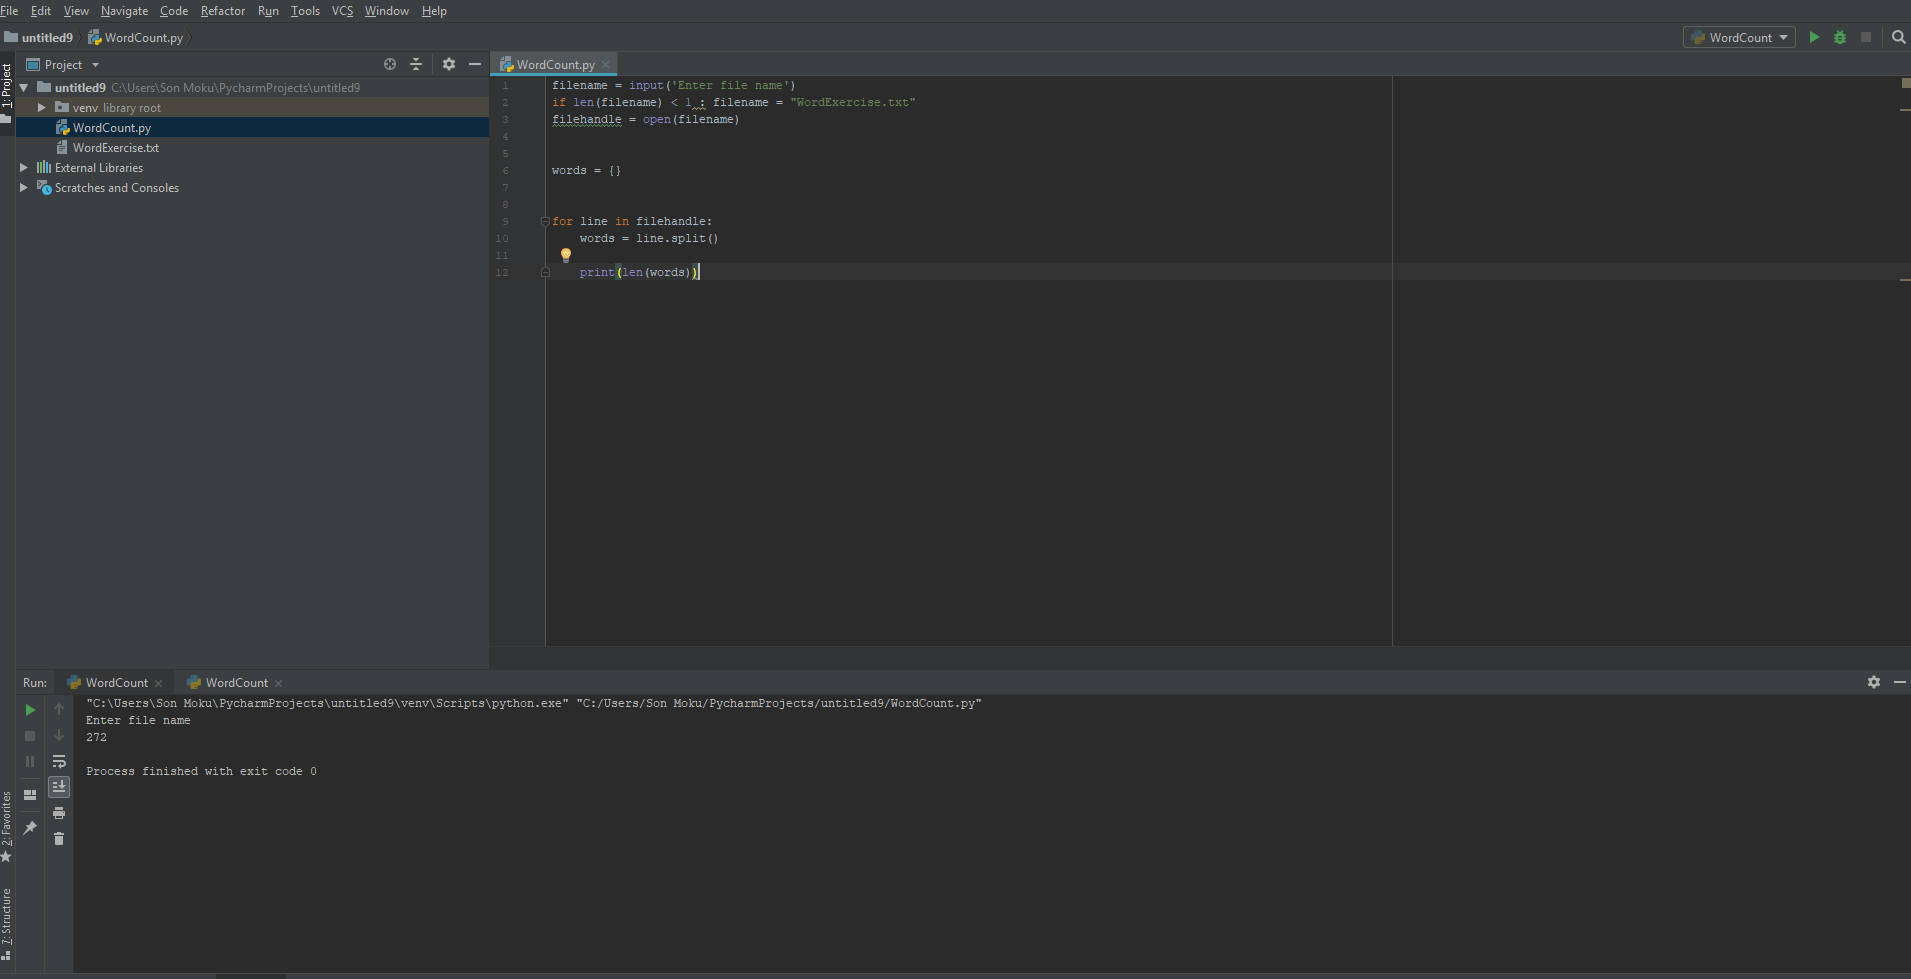 File Edit View Navigate Code Refactor Run Tools VCS Window Help
untitled9 WordCount.py WordCount
1: Project
Project
WordCount.py
untitled9 C:\Users\Son Moku\PycharmProjects\untitled9
venv library root
WordCount.py
WordExercise.txt
External Libraries
Scratches and Consoles
1 filename = input('Enter file name')
2 if len(filename) < 1 : filename = "WordExercise.txt"
3 filehandle = open(filename)
4
5
6 words = {}
7
8
9 for line in filehandle:
10 words = line.split()
11
12 print(len(words))
Run: WordCount WordCount
"C:\Users\Son Moku\PycharmProjects\untitled9\venv\Scripts\python.exe" "C:/Users/Son Moku/PycharmProjects/untitled9/WordCount.py"
Enter file name
272
Process finished with exit code 0
2: Favorites
7: Structure